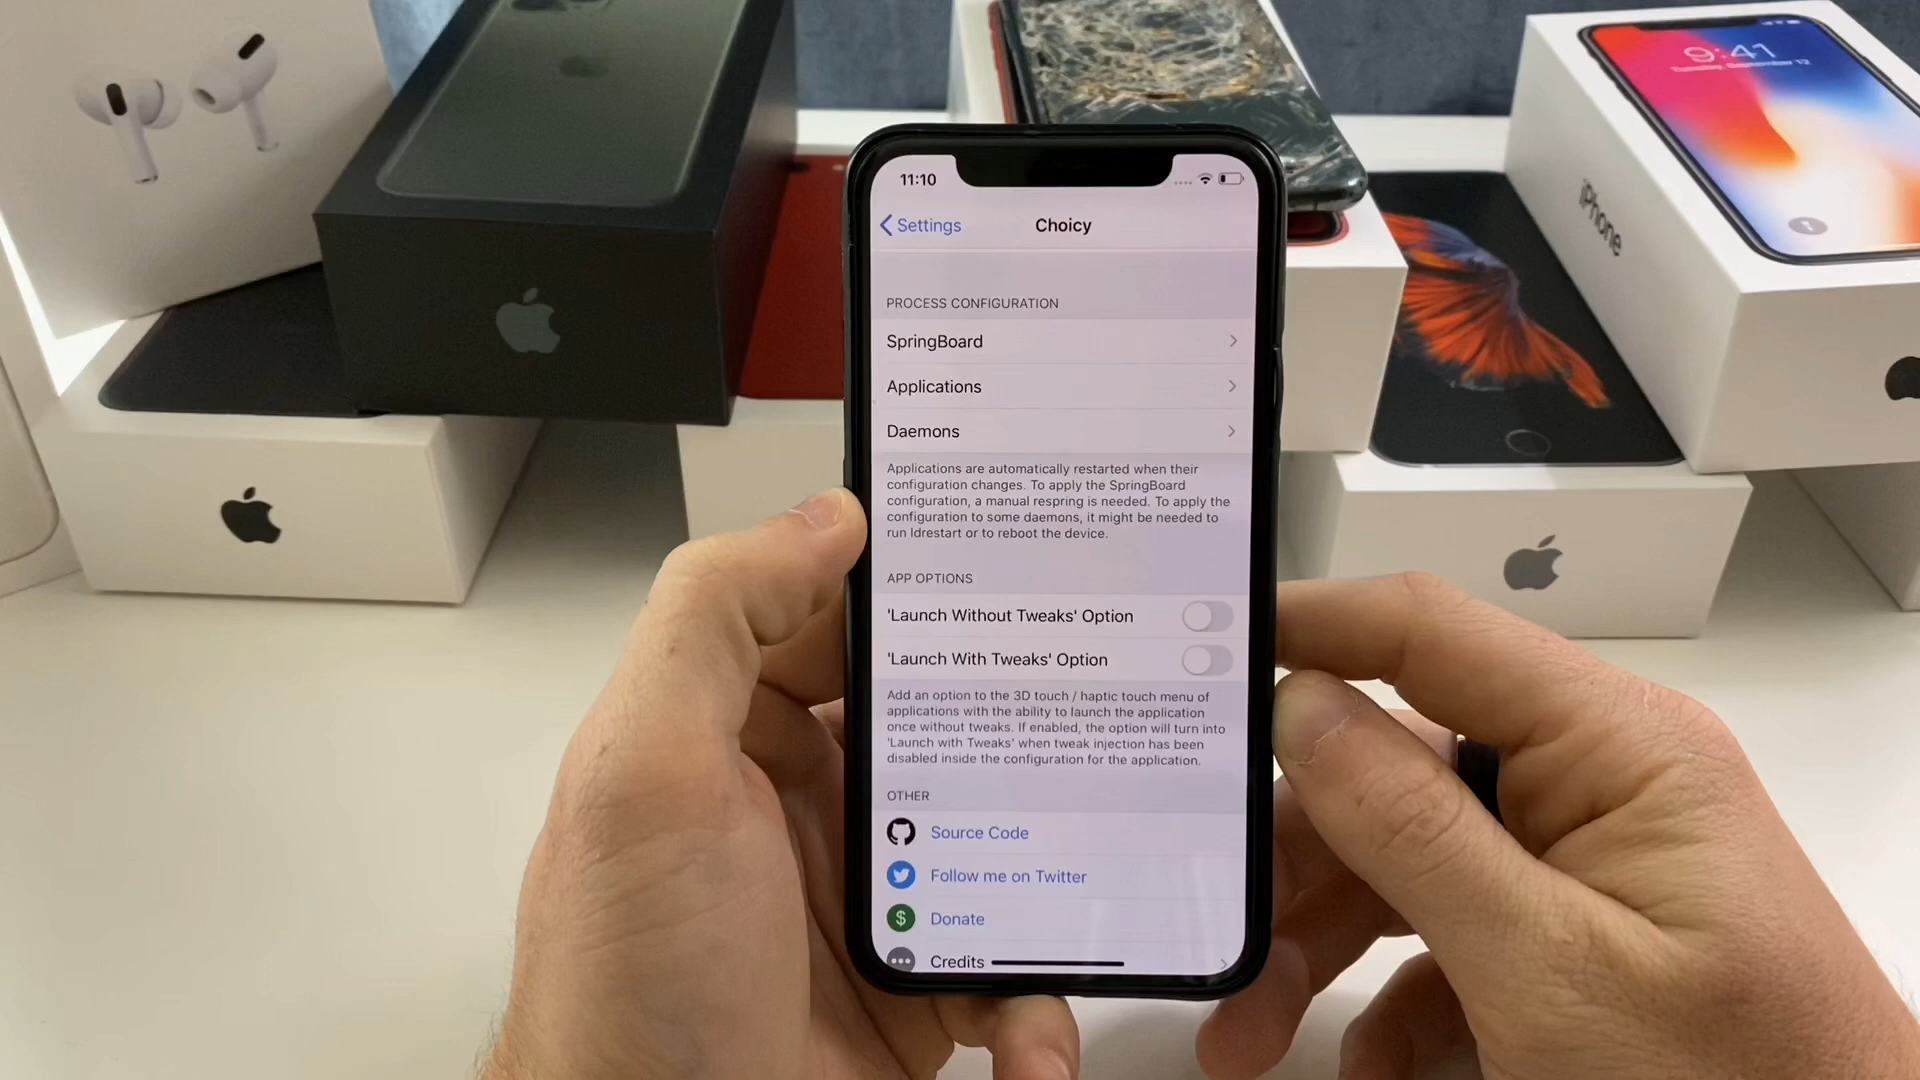 9:41
Tuesday, September 12
iPhone
11:10
Settings
Choicy
PROCESS CONFIGURATION
SpringBoard
Applications
Daemons
Applications are automatically restarted when their
configuration changes. To apply the SpringBoard
configuration, a manual respring is needed. To apply the
configuration to some daemons, it might be needed to
run ldrestart or to reboot the device.
APP OPTIONS
'Launch Without Tweaks' Option
'Launch With Tweaks' Option
Add an option to the 3D touch / haptic touch menu of
applications with the ability to launch the application
once without tweaks. If enabled, the option will turn into
'Launch with Tweaks' when tweak injection has been
disabled inside the configuration for the application.
OTHER
Source Code
Follow me on Twitter
$
Donate
Credits